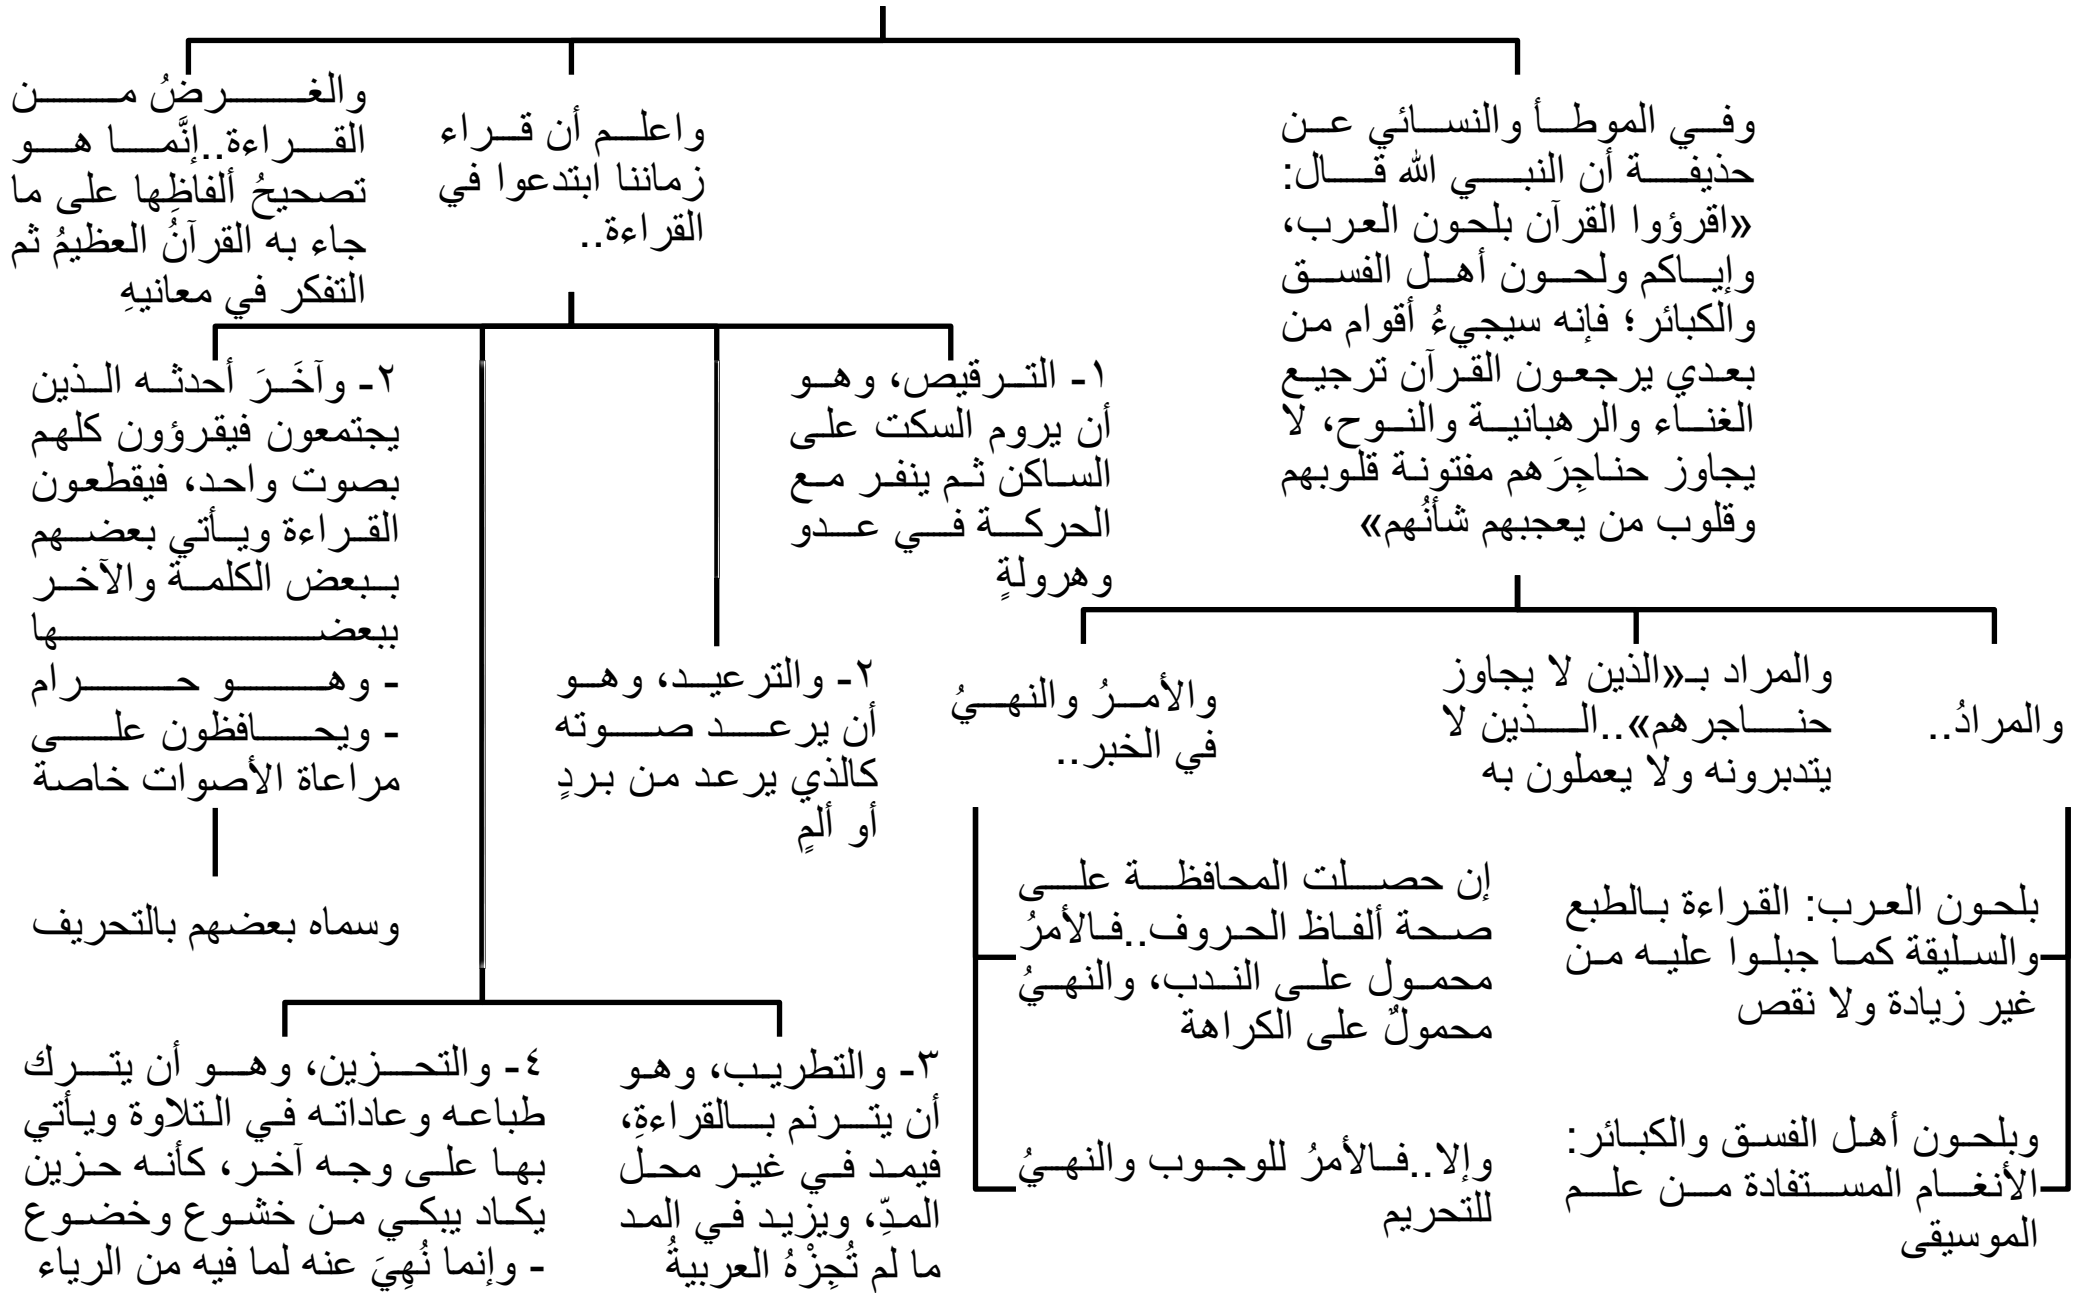 وفي الموطأ والنسائي عن
حذيفة أن النبي الله قال:
«اقرؤوا القرآن بلحون العرب،
وإياكم ولحون أهل الفسق
والكبائر؛ فإنه سيجيءُ أقوام من
بعدي يرجعون القرآن ترجيع
الغناء والرهبانية والنوح، لا
يجاوز حناجِرَهم مفتونة قلوبهم
وقلوب من يعجبهم شأنُهم»
والمرادُ..
بلحون العرب: القراءة بالطبع
والسليقة كما جبلوا عليه من
غير زيادة ولا نقص
وبلحون أهل الفسق والكبائر:
الأنغام المستفادة من علم
الموسيقى
والمراد بـ«الذين لا يجاوز
حناجرهم»..الذين لا
يتدبرونه ولا يعملون به
والأمرُ والنهيُ
في الخبر..
إن حصلت المحافظة على
صحة ألفاظ الحروف..فالأمرُ
محمول على الندب، والنهيُ
محمولٌ على الكراهة
وإلا..فالأمرُ للوجوب والنهيُ
للتحريم
واعلم أن قراء
زماننا ابتدعوا في
القراءة..
١- الترقيص، وهو
أن يروم السكت على
الساكن ثم ينفر مع
الحركة في عدو
وهرولةٍ
٢- والترعيد، وهو
أن يرعد صوته
كالذي يرعد من بردٍ
أو ألمٍ
٣- والتطريب، وهو
أن يترنم بالقراءةِ،
فيمد في غير محل
المدِّ، ويزيد في المد
ما لم تُجِزْهُ العربيةُ
٤- والتحزين، وهو أن يترك
طباعه وعاداته في التلاوة ويأتي
بها على وجه آخر، كأنه حزين
يكاد يبكي من خشوع وخضوع
- وإنما نُهِيَ عنه لما فيه من الرياء
٢- وآخَرَ أحدثه الذين
يجتمعون فيقرؤون كلهم
بصوت واحد، فيقطعون
القراءة ويأتي بعضهم
ببعض الكلمة والآخر
ببعضها
- وهو حرام
- ويحافظون على
مراعاة الأصوات خاصة
وسماه بعضهم بالتحريف
والغرضُ من
القراءة..إنَّما هو
تصحيحُ ألفاظِها على ما
جاء به القرآنُ العظيمُ ثم
التفكر في معانيهِ